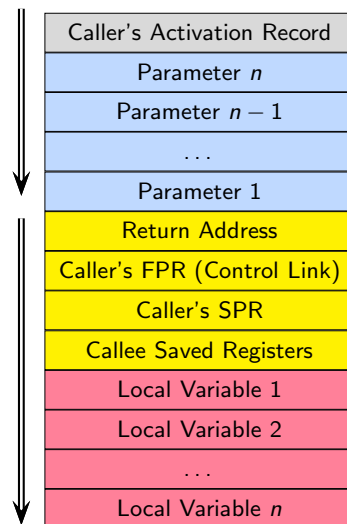 Caller's Activation Record
Parameter n
Parameter n − 1
. . .
Parameter 1
Return Address
Caller's FPR (Control Link)
Caller's SPR
Callee Saved Registers
Local Variable 1
Local Variable 2
. . .
Local Variable n